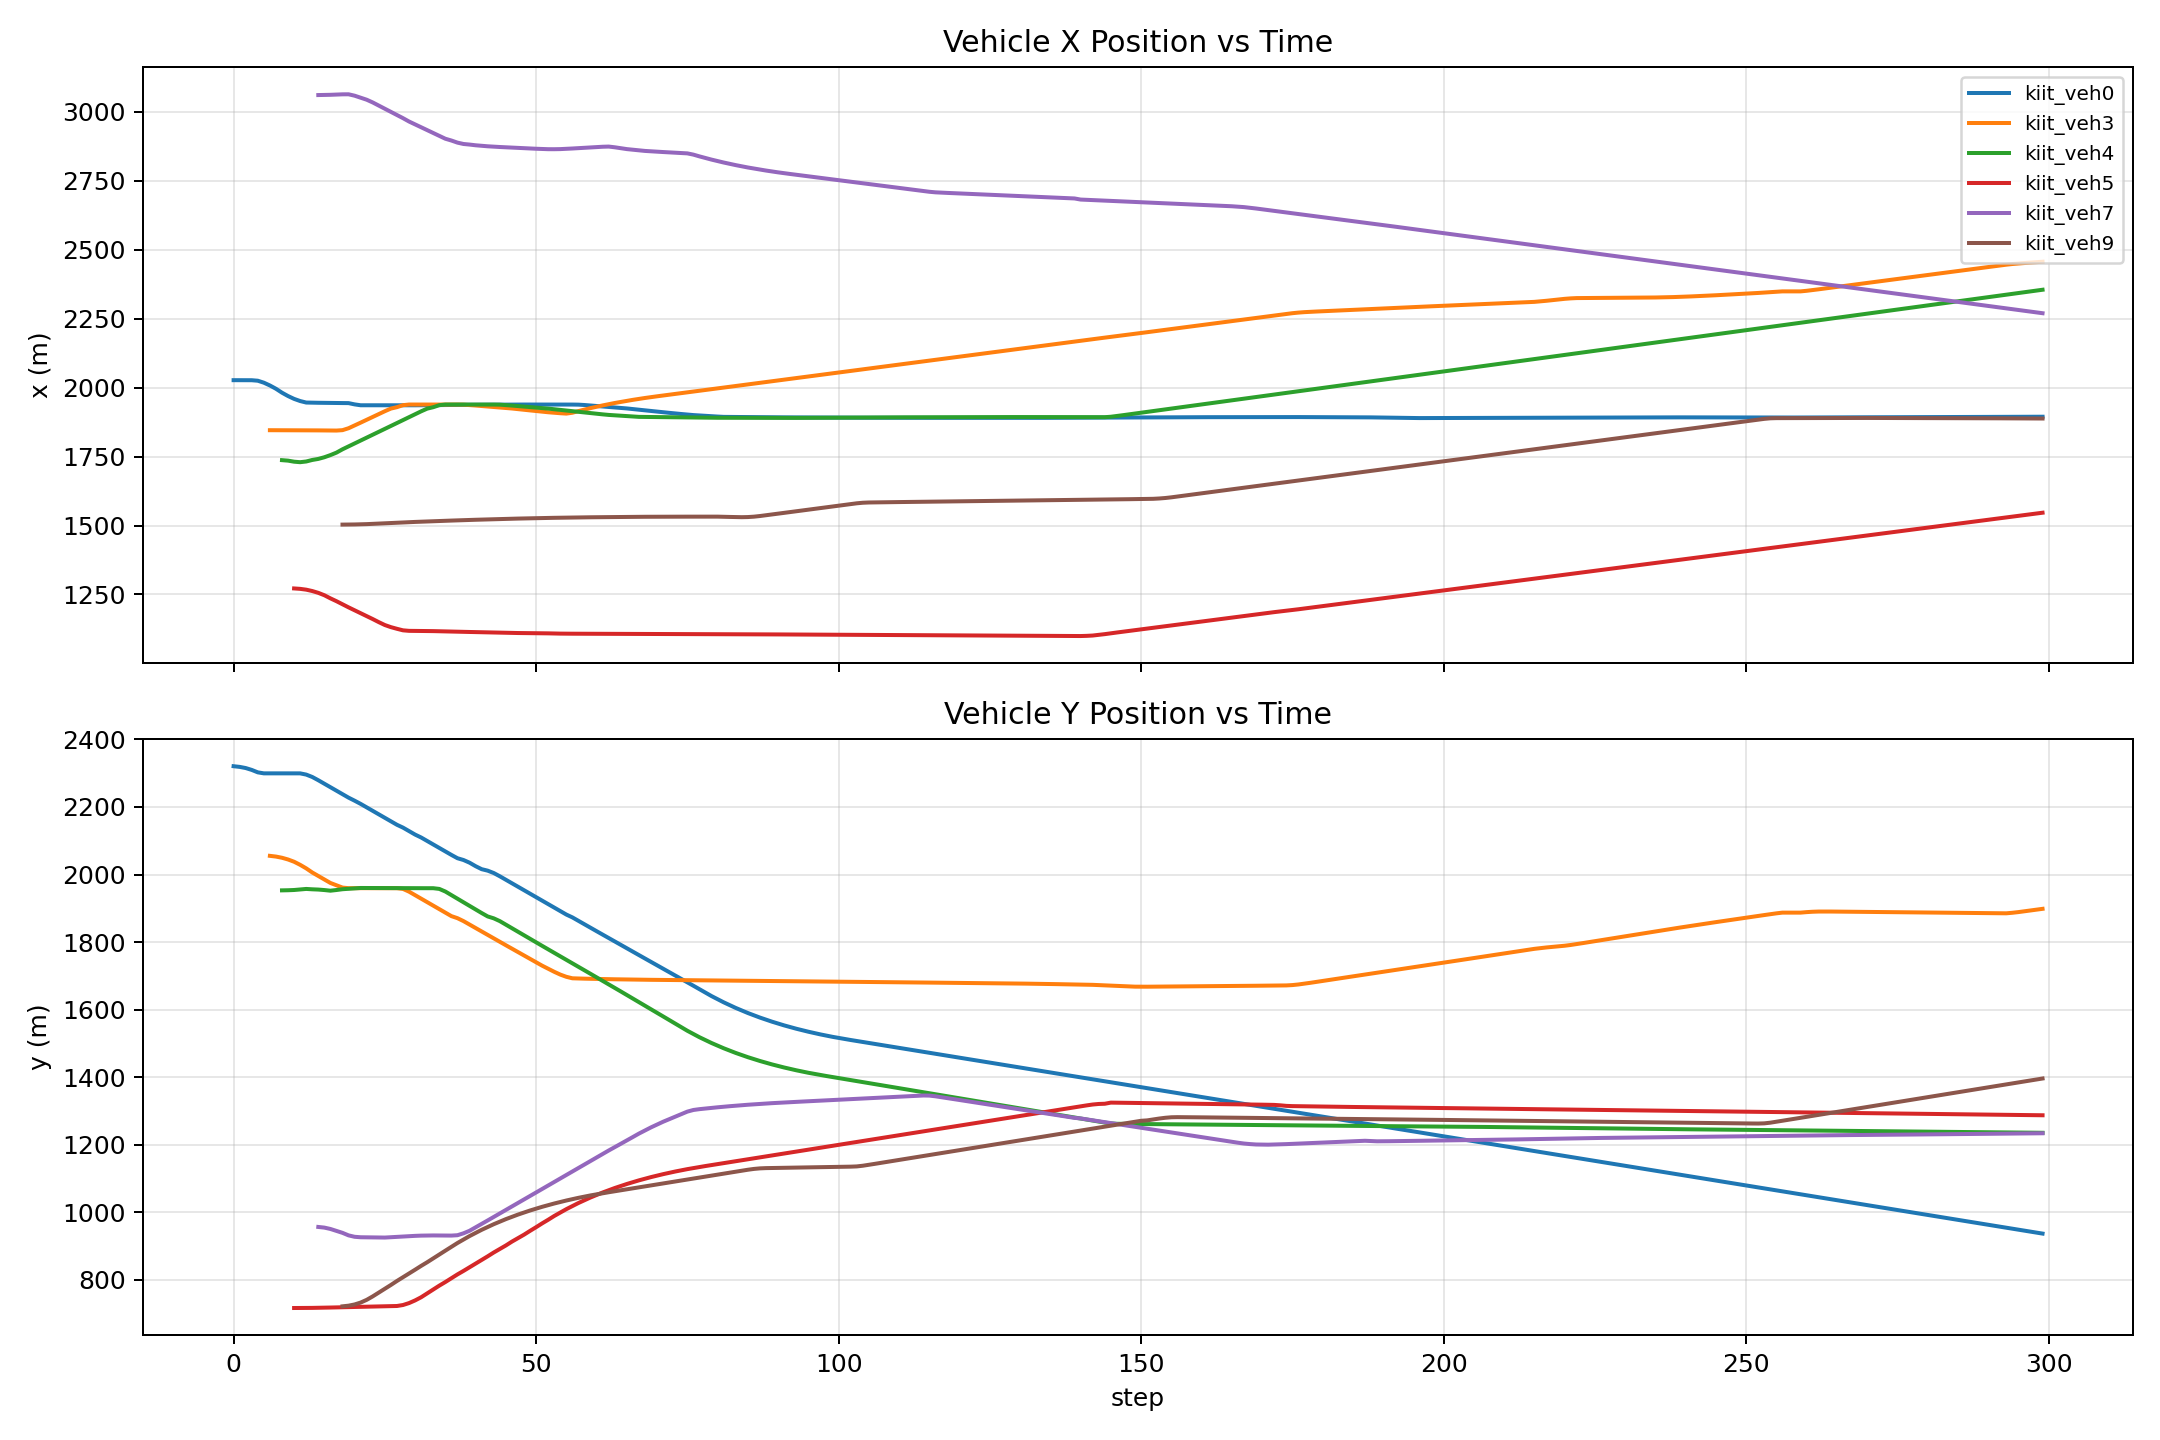 Vehicle X Position vs Time
3000
2750
2500
2250
2000
1750
1500
1250
x (m)
kiit_veh0
kiit_veh3
kiit_veh4
kiit_veh5
kiit_veh7
kiit_veh9
Vehicle Y Position vs Time
2400
2200
2000
1800
1600
1400
1200
1000
800
y (m)
0 50 100 150 200 250 300
step